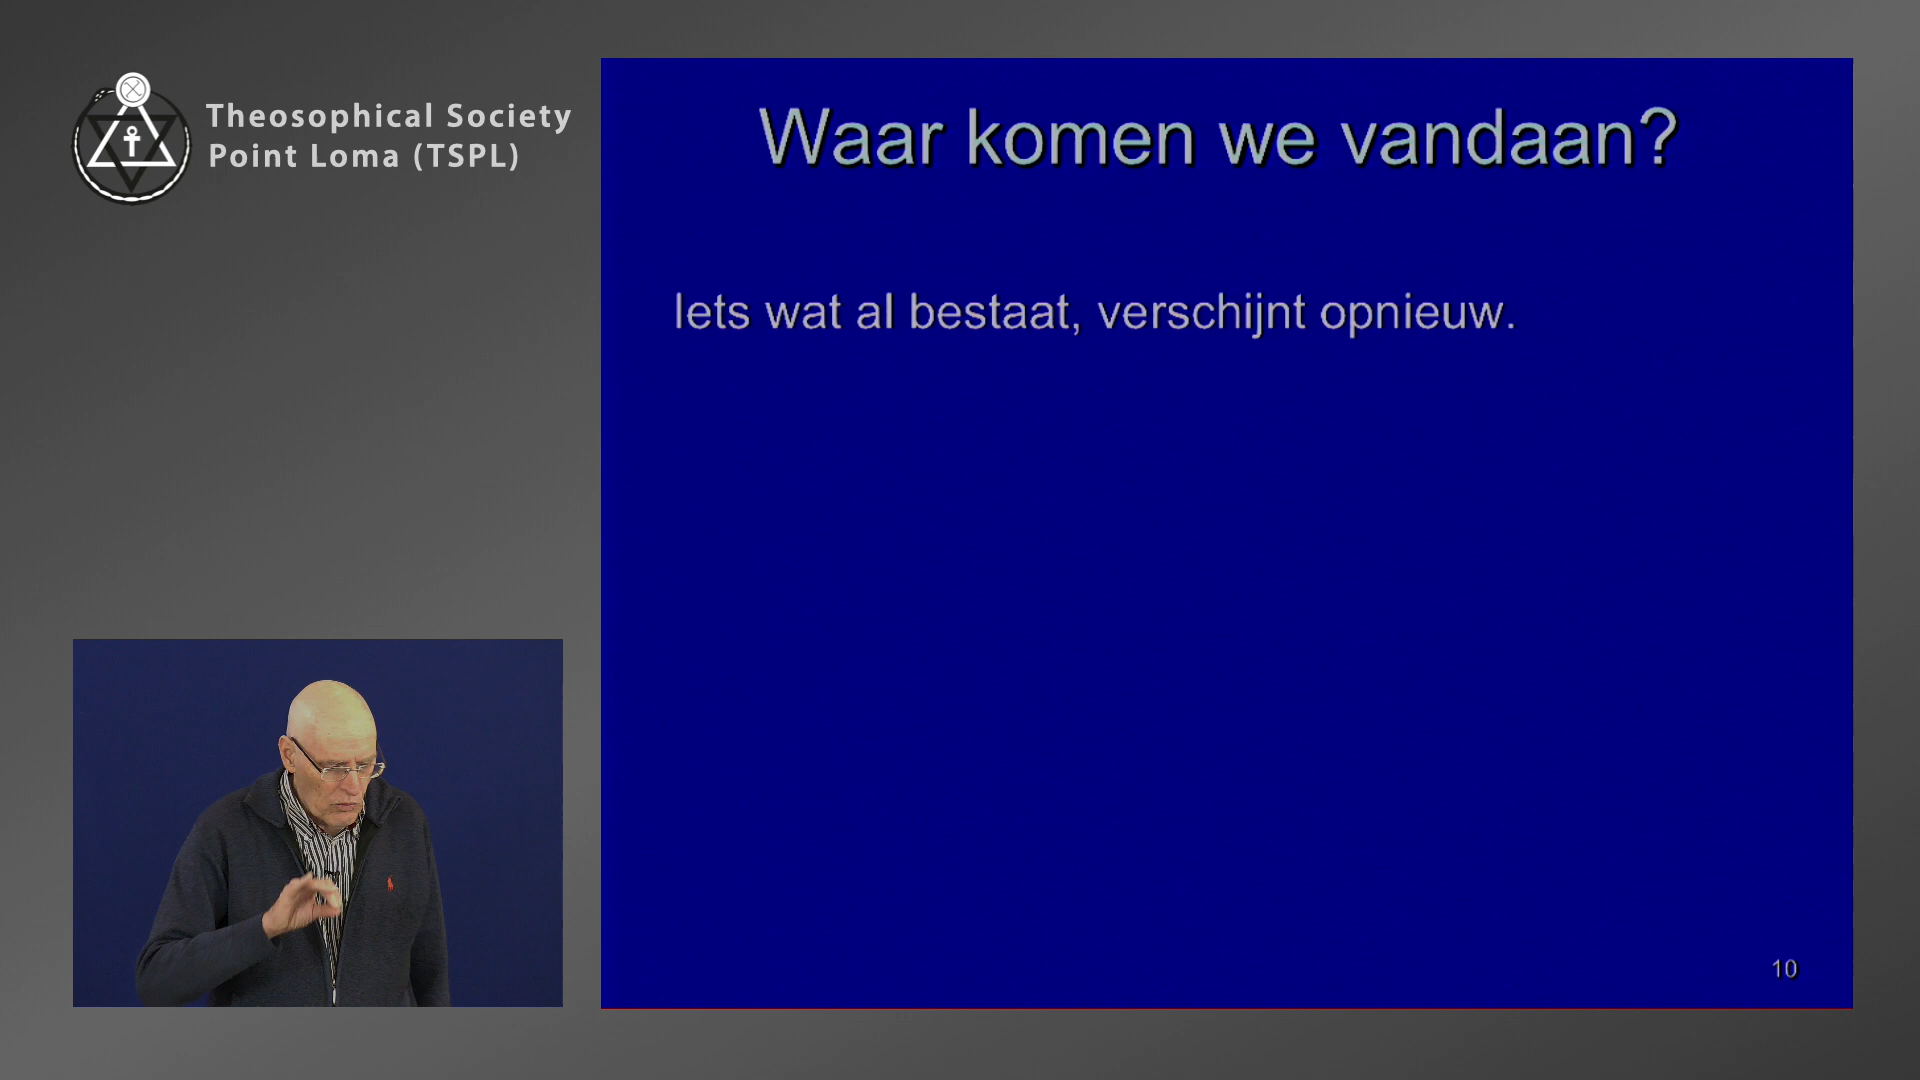 Theosophical Society
Point Loma (TSPL)
Waar komen we vandaan?
Iets wat al bestaat, verschijnt opnieuw.
10